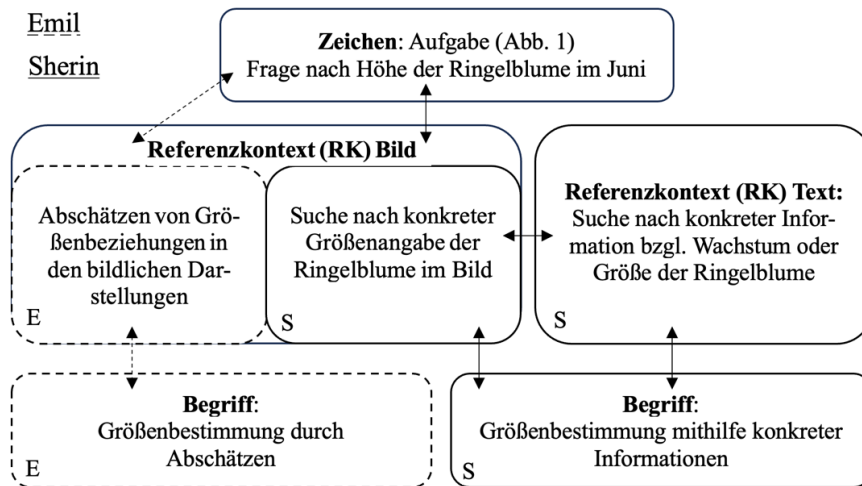 Emil
Sherin
Zeichen: Aufgabe (Abb. 1)
Frage nach Höhe der Ringelblume im Juni
Referenzkontext (RK) Bild
Abschätzen von Grö-
ßenbeziehungen in
den bildlichen Dar-
stellungen
E
Suche nach konkreter
Größenangabe der
Ringelblume im Bild
S
Referenzkontext (RK) Text:
Suche nach konkreter Infor-
mation bzgl. Wachstum oder
Größe der Ringelblume
S
Begriff:
Größenbestimmung durch
Abschätzen
E
Begriff:
Größenbestimmung mithilfe konkreter
Informationen
S